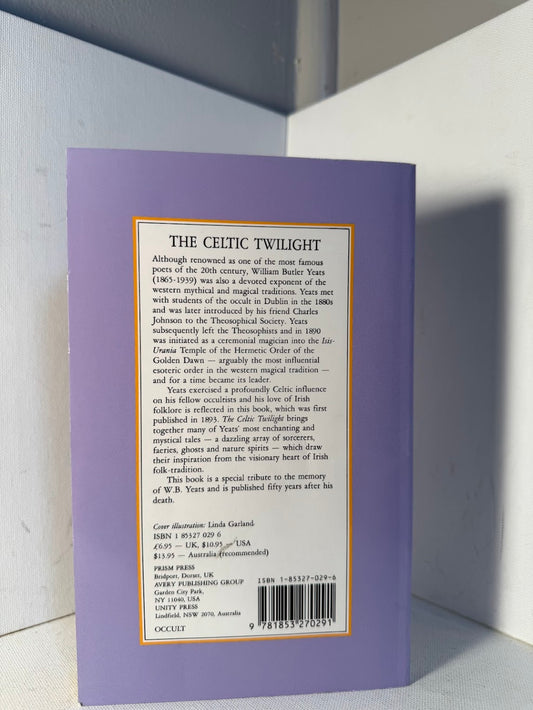 THE CELTIC TWILIGHT
Although renowned as one of the most famous
poets of the 20th century, William Butler Yeats
(1865-1939) was also a devoted exponent of the
western mythical and magical traditions. Yeats met
with students of the occult in Dublin in the 1880s
and was later introduced by his friend Charles
Johnson to the Theosophical Society. Yeats
subsequently left the Theosophists and in 1890
was initiated as a ceremonial magician into the Isis-
Urania Temple of the Hermetic Order of the
Golden Dawn — arguably the most influential
esoteric order in the western magical tradition —
and for a time became its leader.
Yeats exercised a profoundly Celtic influence
on his fellow occultists and his love of Irish
folklore is reflected in this book, which was first
published in 1893. The Celtic Twilight brings
together many of Yeats' most enchanting and
mystical tales — a dazzling array of sorcerers,
faeries, ghosts and nature spirits — which draw
their inspiration from the visionary heart of Irish
folk-tradition.
This book is a special tribute to the memory
of W.B. Yeats and is published fifty years after his
death.
Cover illustration: Linda Garland
ISBN 1 85327 029 6
£6.95 — UK, $10.95 — USA
$13.95 — Australia (recommended)
PRISM PRESS
Bridport, Dorset, UK
AVERY PUBLISHING GROUP
Garden City Park,
NY 11040, USA
UNITY PRESS
Lindfield, NSW 2070, Australia
OCCULT
ISBN 1-85327-029-6
9 781853 270291